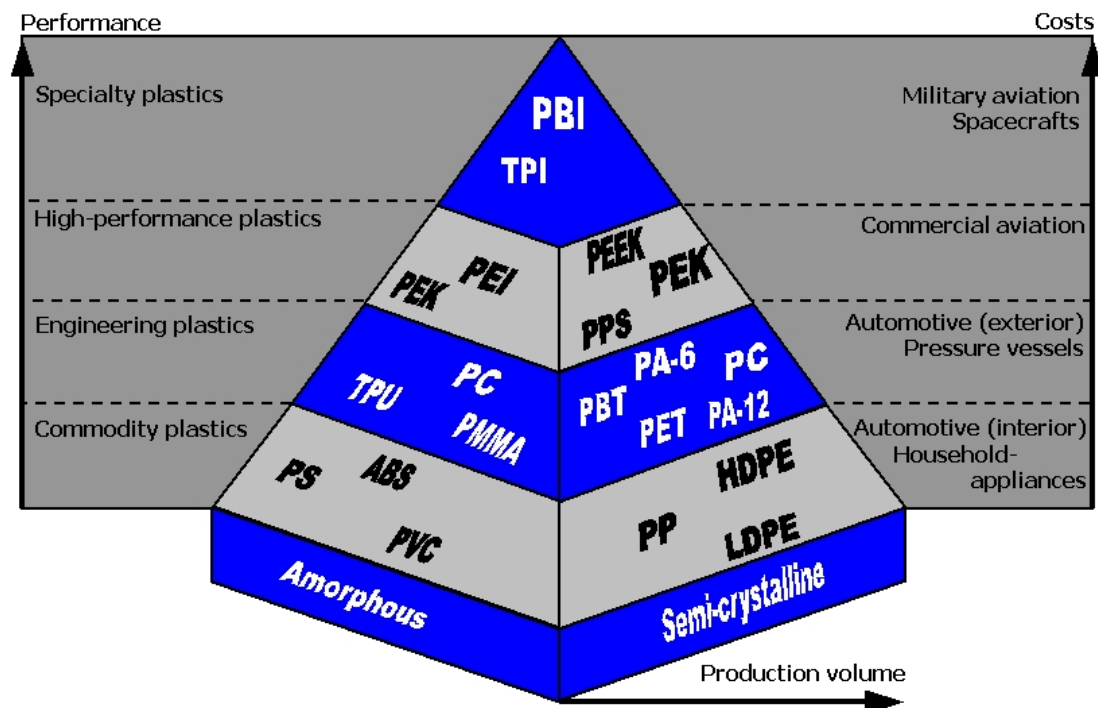 Performance
Costs
Specialty plastics
Military aviation
Spacecrafts
PBI
TPI
High-performance plastics
Commercial aviation
PEI
PEK
PEEK
PEK
PPS
Engineering plastics
Automotive (exterior)
Pressure vessels
PC
TPU
PMMA
PA-6
PC
PBT
PET
PA-12
Commodity plastics
Automotive (interior)
Household-
appliances
PS
ABS
PVC
HDPE
PP
LDPE
Amorphous
Semi-crystalline
Production volume